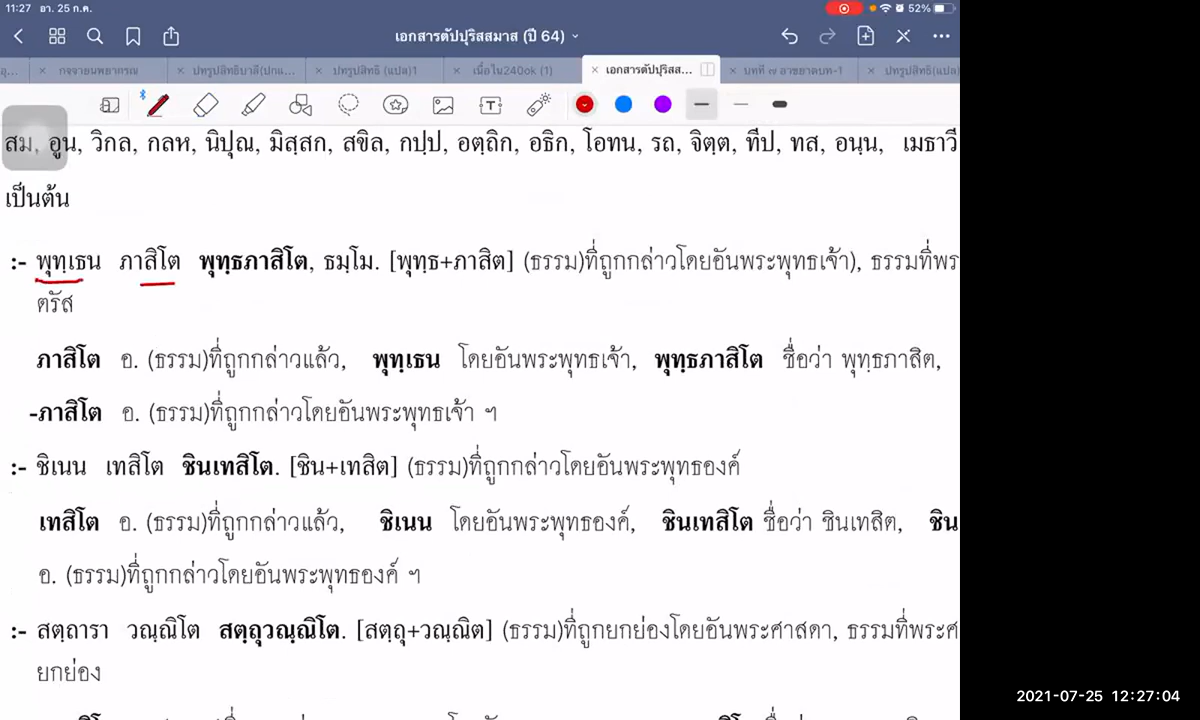 11:27 อา. 25 ก.ค. 52%
เอกสารตัปปุริสสมาส (ปี 64)
กจฺจายนพยากรณ ปทรูปสิทธิบาลี(ปกแ... ปทรูปสิทธิ (แปล)1 เนื้อใน240ok (1) เอกสารตัปปุริสส... บทที่ ๗ อาขยาตบท-1 ปทรูปสิทธิ(แปล)
สม, อูน, วิกล, กลห, นิปุณ, มิสฺสก, สขิล, กปฺป, อตฺถิก, อธิก, โอทน, รถ, จิตฺต, ทีป, ทส, อนฺน, เมธาวี
เป็นต้น
:- พุทฺเธน ภาสิโต พุทฺธภาสิโต, ธมฺโม. [พุทฺธ+ภาสิต] (ธรรม)ที่ถูกกล่าวโดยอันพระพุทธเจ้า), ธรรมที่พร
ตรัส
ภาสิโต อ. (ธรรม)ที่ถูกกล่าวแล้ว, พุทฺเธน โดยอันพระพุทธเจ้า, พุทฺธภาสิโต ชื่อว่า พุทฺธภาสิต,
-ภาสิโต อ. (ธรรม)ที่ถูกกล่าวโดยอันพระพุทธเจ้า ฯ
:- ชิเนน เทสิโต ชินเทสิโต. [ชิน+เทสิต] (ธรรม)ที่ถูกกล่าวโดยอันพระพุทธองค์
เทสิโต อ. (ธรรม)ที่ถูกกล่าวแล้ว, ชิเนน โดยอันพระพุทธองค์, ชินเทสิโต ชื่อว่า ชินเทสิต, ชิน
อ. (ธรรม)ที่ถูกกล่าวโดยอันพระพุทธองค์ ฯ
:- สตฺถารา วณฺณิโต สตฺถุวณฺณิโต. [สตฺถุ+วณฺณิต] (ธรรม)ที่ถูกยกย่องโดยอันพระศาสดา, ธรรมที่พระศ
ยกย่อง
2021-07-25 12:27:04